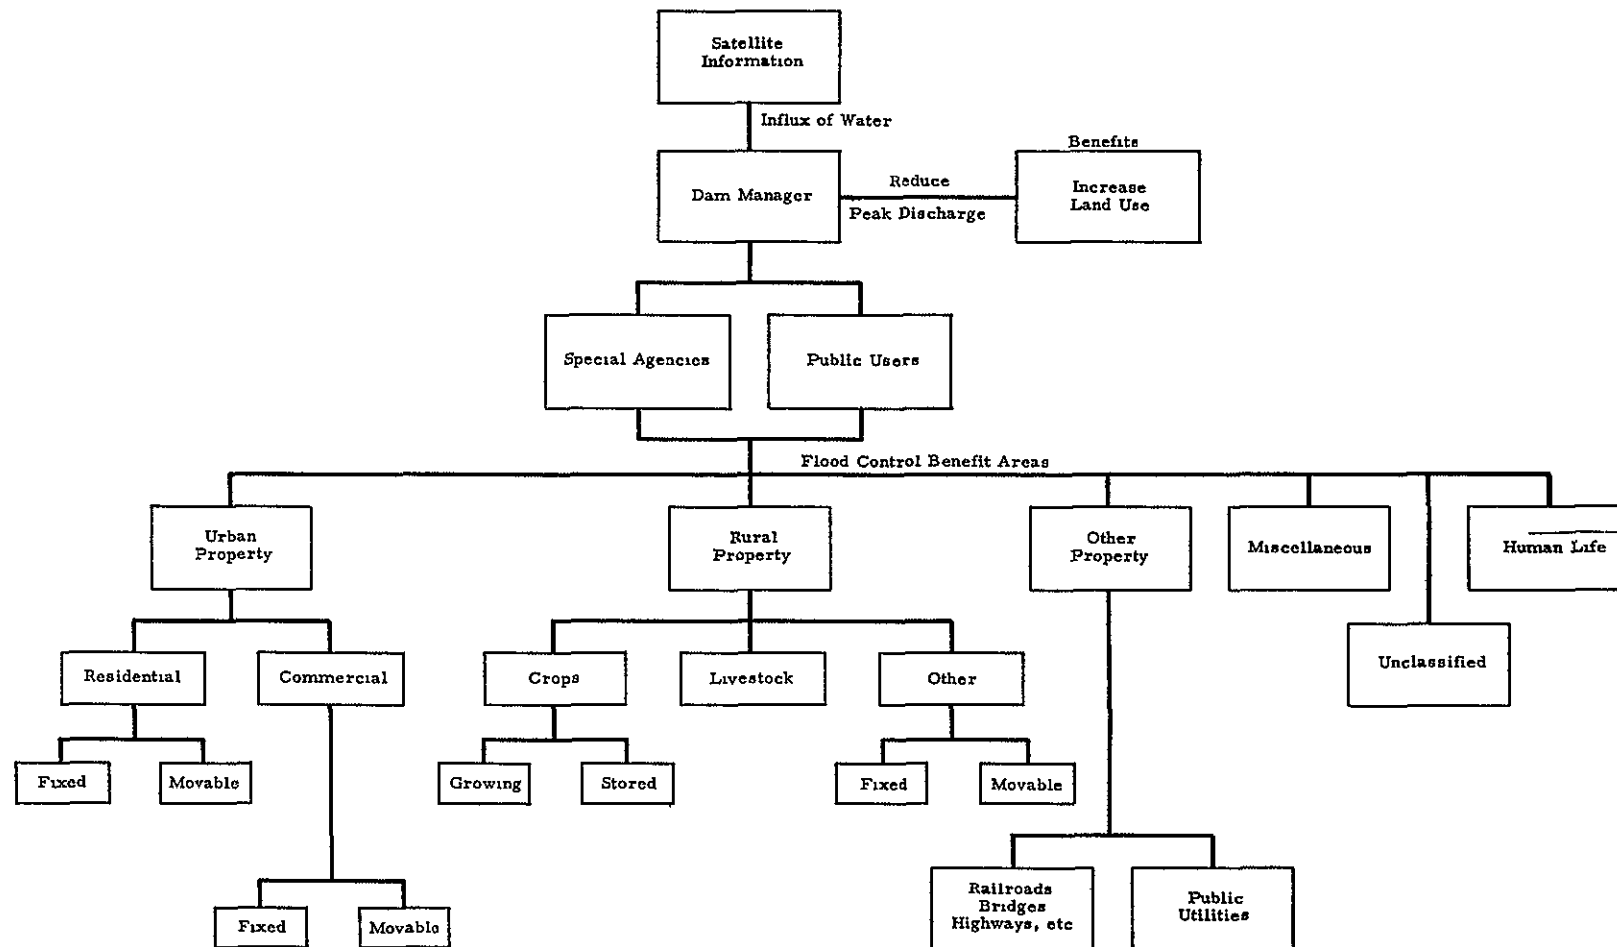 Satellite
Information
Influx of Water
Benefits
Dam Manager
Reduce
Peak Discharge
Increase
Land Use
Special Agencies
Public Users
Flood Control Benefit Areas
Urban
Property
Rural
Property
Other
Property
Miscellaneous
Human Life
Unclassified
Residential
Commercial
Crops
Livestock
Other
Fixed
Movable
Growing
Stored
Fixed
Movable
Fixed
Movable
Railroads
Bridges
Highways, etc
Public
Utilities